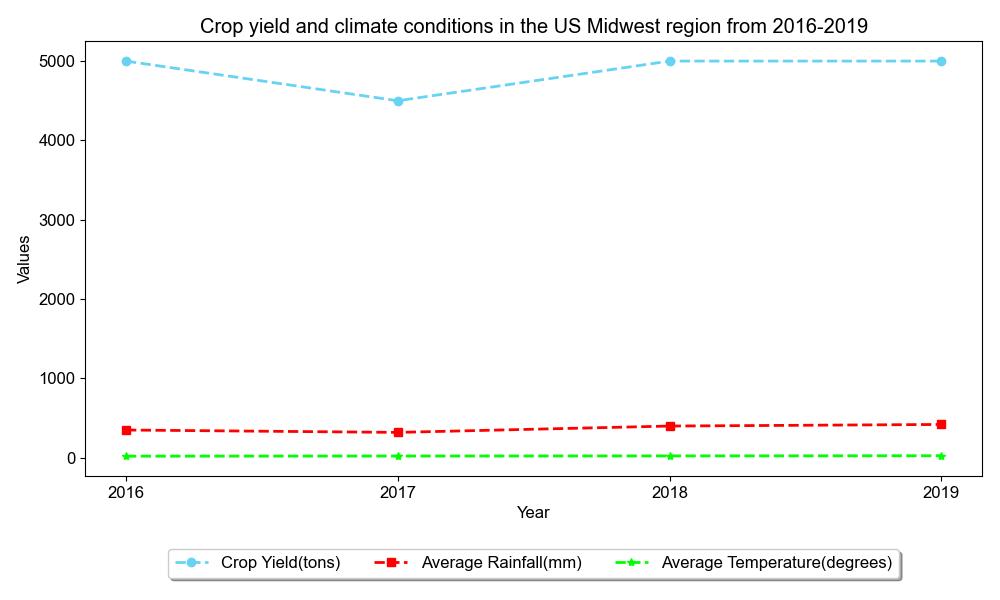 Crop yield and climate conditions in the US Midwest region from 2016-2019
5000
4000
3000
2000
1000
0
Values
2016 2017 2018 2019
Year
Crop Yield(tons) Average Rainfall(mm) Average Temperature(degrees)